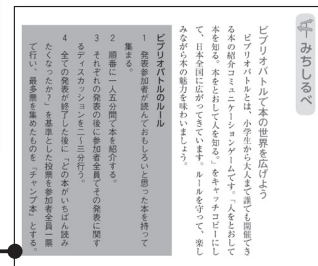 みちしるべ
ビブリオバトルで本の世界を広げよう
ビブリオバトルとは、小学生から大人まで誰でも開催でき
る本の紹介コミュニケーションゲームです。「人をとおして
本を知る。本をとおして人を知る。」をキャッチコピーにし
て、日本全国に広がってきています。ルールを守って、楽し
みながら本の魅力を味わいましょう。
ビブリオバトルのルール
1 発表参加者が読んでおもしろいと思った本を持って
集まる。
2 順番に一人五分間で本を紹介する。
3 それぞれの発表の後に参加者全員でその発表に関す
るディスカッションを二〜三分行う。
4 全ての発表が終了した後に「どの本がいちばん読み
たくなったか？」を基準とした投票を参加者全員一票
で行い、最多票を集めたものを『チャンプ本』とする。